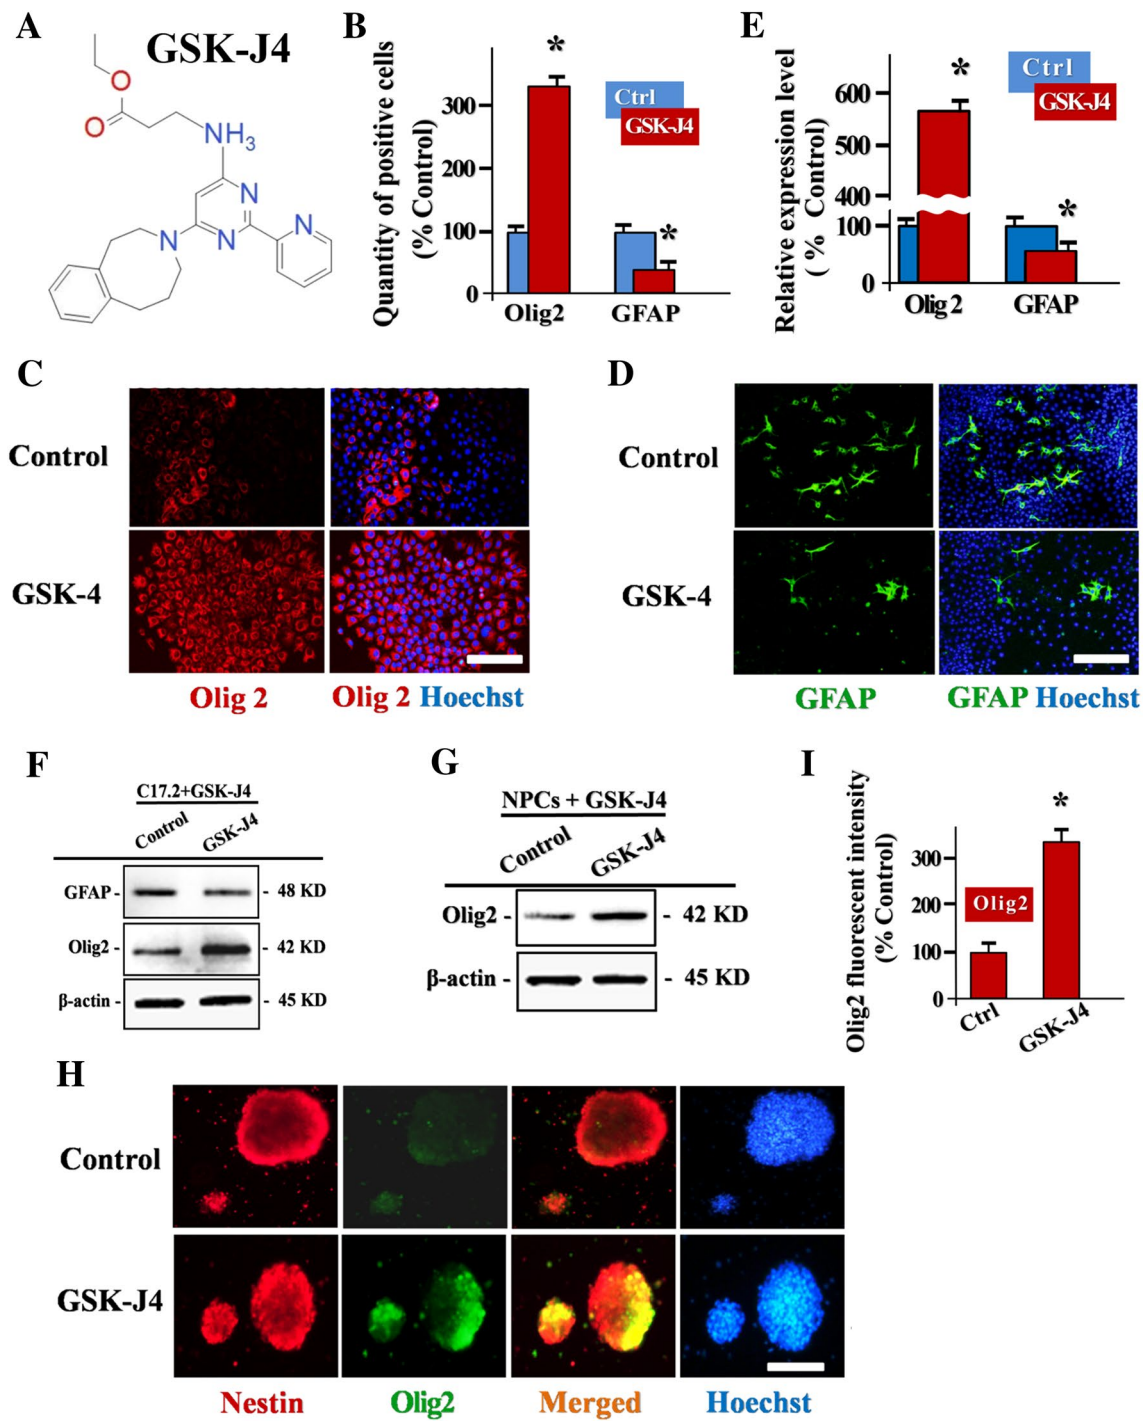 A
GSK-J4
O
O
NH3
N
N
N
N
B
Quantity of positive cells
(% Control)
300
200
100
0
*
*
Ctrl
GSK-J4
Olig2
GFAP
E
Relative expression level
( % Control)
600
500
400
100
0
*
*
Ctrl
GSK-J4
Olig 2
GFAP
C
Control
GSK-4
Olig 2
Olig 2 Hoechst
D
Control
GSK-4
GFAP
GFAP Hoechst
F
C17.2+GSK-J4
Control GSK-J4
GFAP - - 48 KD
Olig2 - - 42 KD
β-actin - - 45 KD
G
NPCs + GSK-J4
Control GSK-J4
Olig2 - - 42 KD
β-actin - - 45 KD
I
Olig2 fluorescent intensity
(% Control)
300
200
100
0
*
Olig2
Ctrl
GSK-J4
H
Control
GSK-J4
Nestin
Olig2
Merged
Hoechst